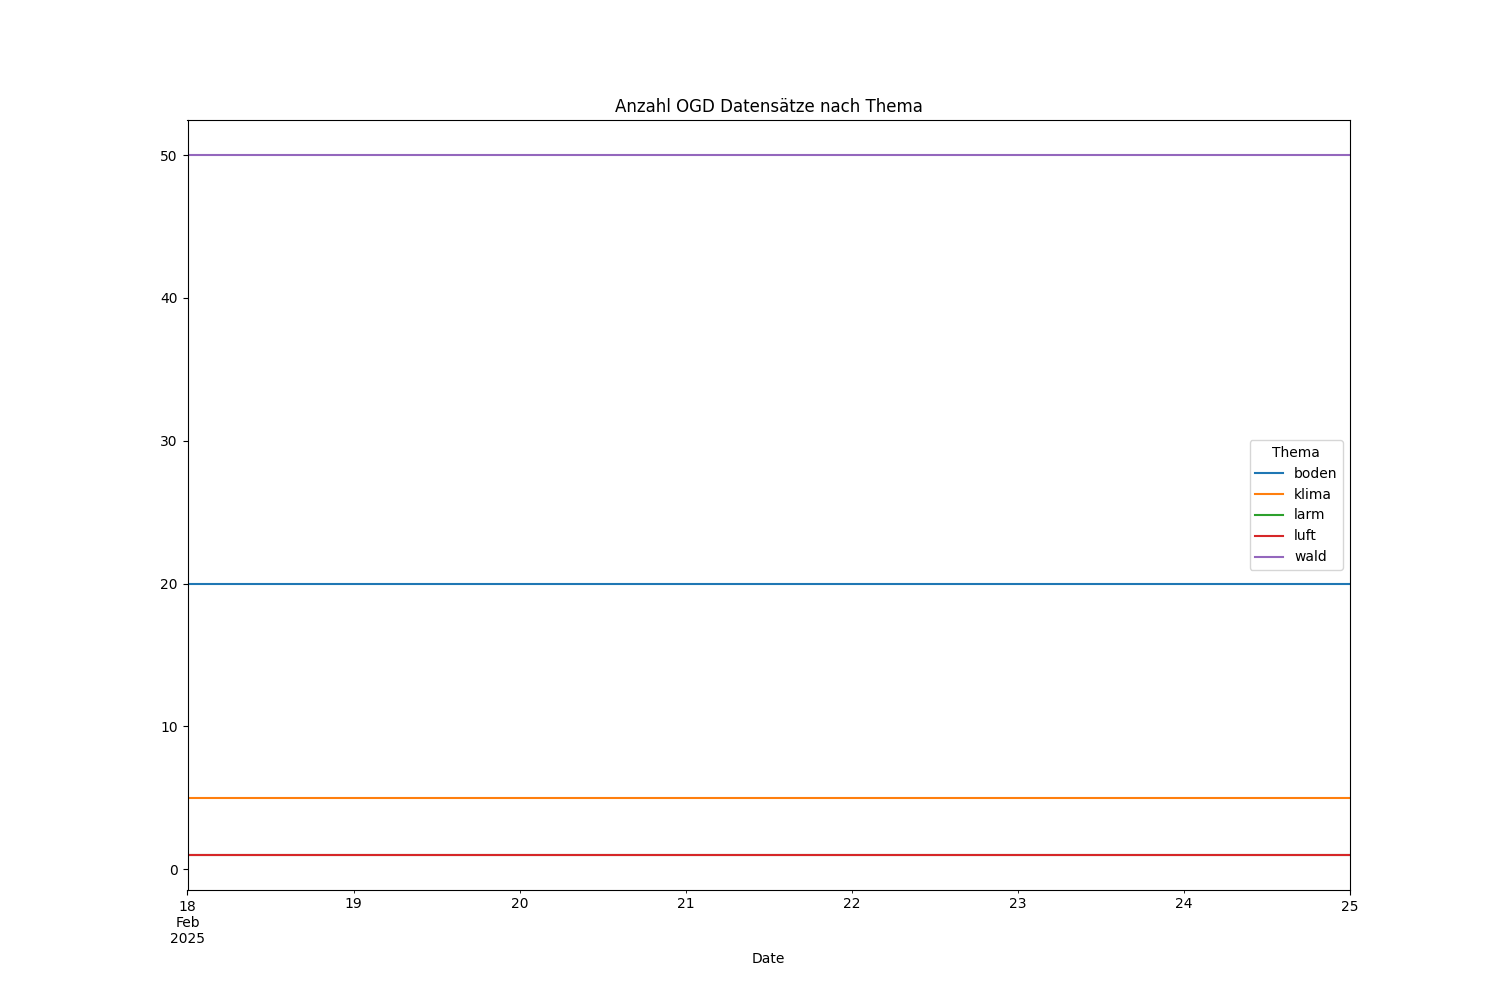 Anzahl OGD Datensätze nach Thema
50
40
30
20
10
0
Thema
boden
klima
larm
luft
wald
18 19 20 21 22 23 24 25
Feb
2025
Date